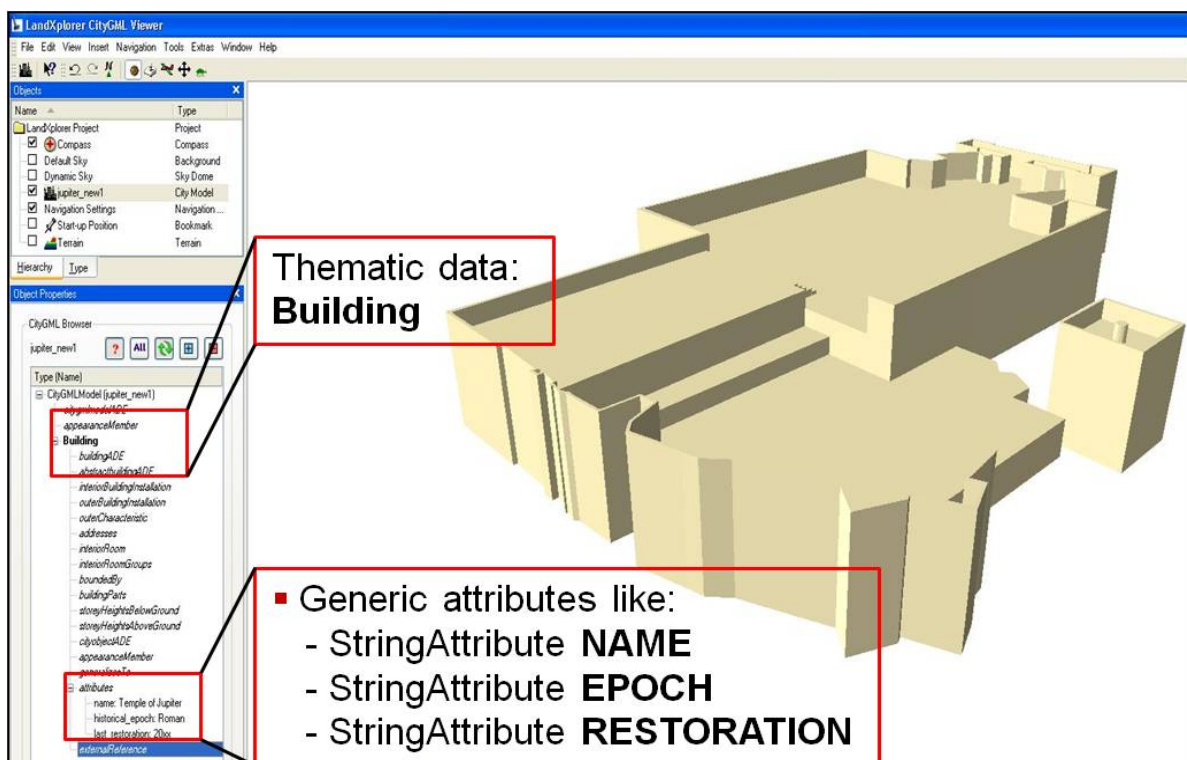 LandXplorer CityGML Viewer
File Edit View Insert Navigation Tools Extras Window Help
Objects
Name Type
LandXplorer Project Project
Compass Compass
Default Sky Background
Dynamic Sky Sky Dome
jupiter_new1 City Model
Navigation Settings Navigation ...
Start-up Position Bookmark
Terrain Terrain
Hierarchy Type
Object Properties
CityGML Browser
jupiter_new1 ? All
Type (Name)
CityGMLModel (jupiter_new1)
citygmlmodelADE
appearanceMember
Building
buildingADE
abstractbuildingADE
interiorBuildingInstallation
outerBuildingInstallation
outerCharacteristic
addresses
interiorRoom
interiorRoomGroups
boundedBy
buildingParts
storeyHeightsBelowGround
storeyHeightsAboveGround
cityobjectADE
appearanceMember
generalizesTo
attributes
name: Temple of Jupiter
historical_epoch: Roman
last_restoration: 20xx
externalReference
Thematic data:
Building
▪ Generic attributes like:
- StringAttribute NAME
- StringAttribute EPOCH
- StringAttribute RESTORATION